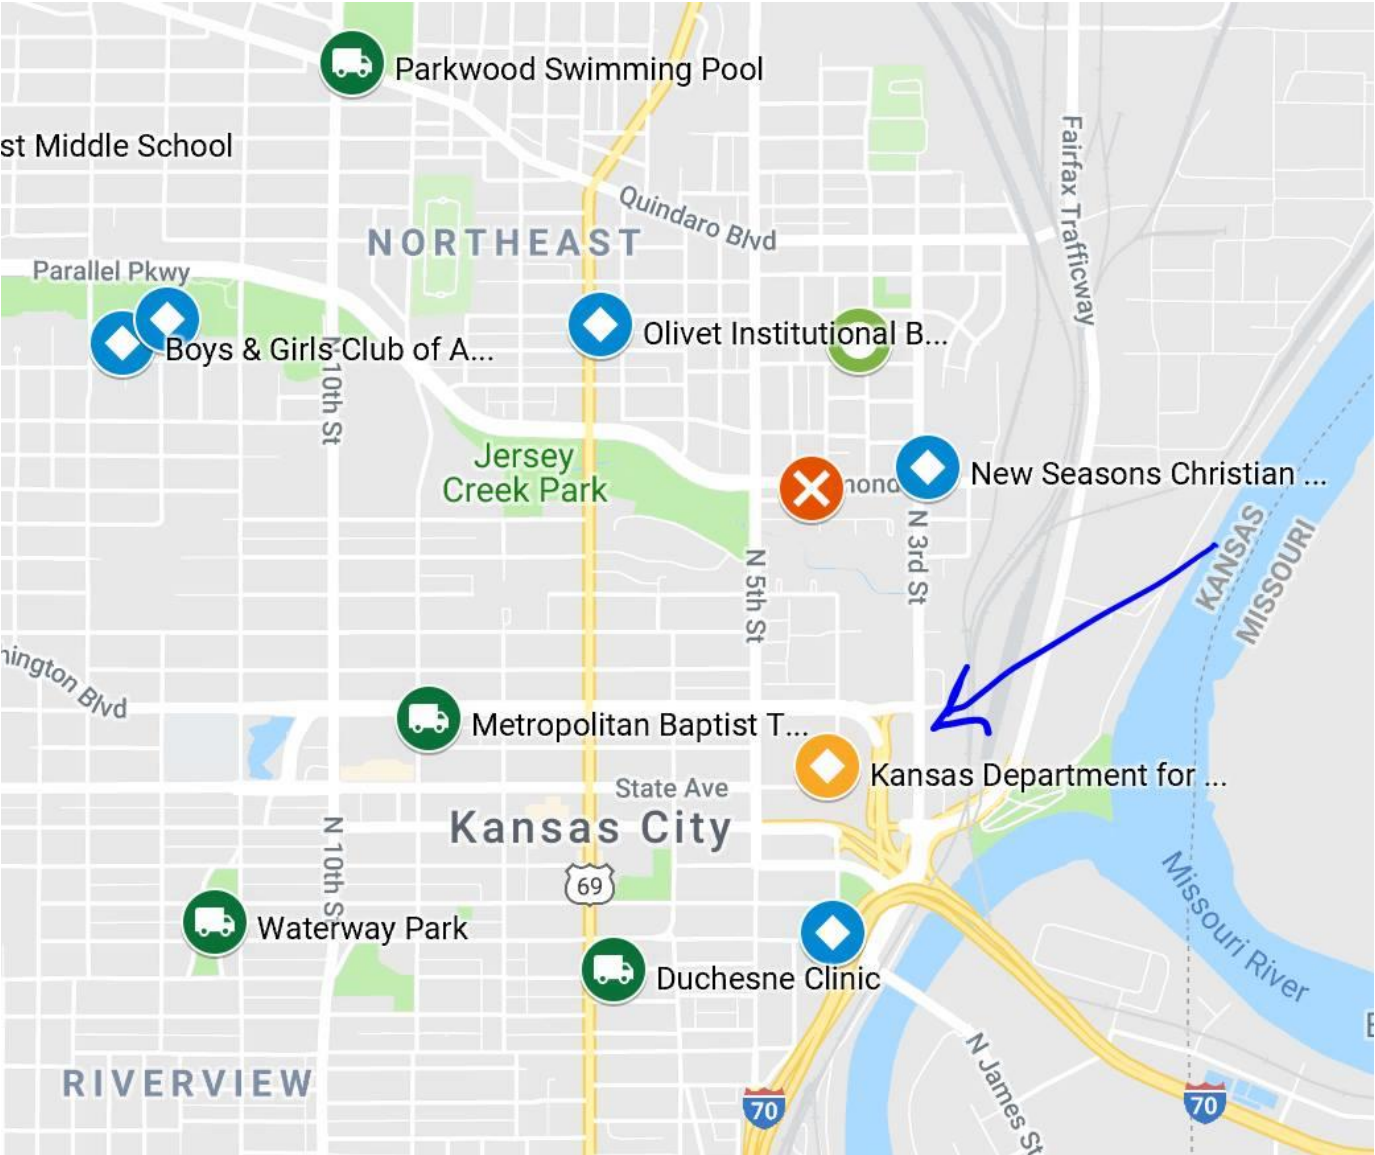 Parkwood Swimming Pool
st Middle School
Fairfax Trafficway
Quindaro Blvd
NORTHEAST
Parallel Pkwy
Olivet Institutional B...
Boys & Girls Club of A...
N 10th St
Jersey
Creek Park
mond
New Seasons Christian ...
N 3rd St
KANSAS
MISSOURI
N 5th St
hington Blvd
Metropolitan Baptist T...
Kansas Department for ...
State Ave
Kansas City
N 10th St
69
Missouri River
Waterway Park
Duchesne Clinic
N James St
RIVERVIEW
70
70